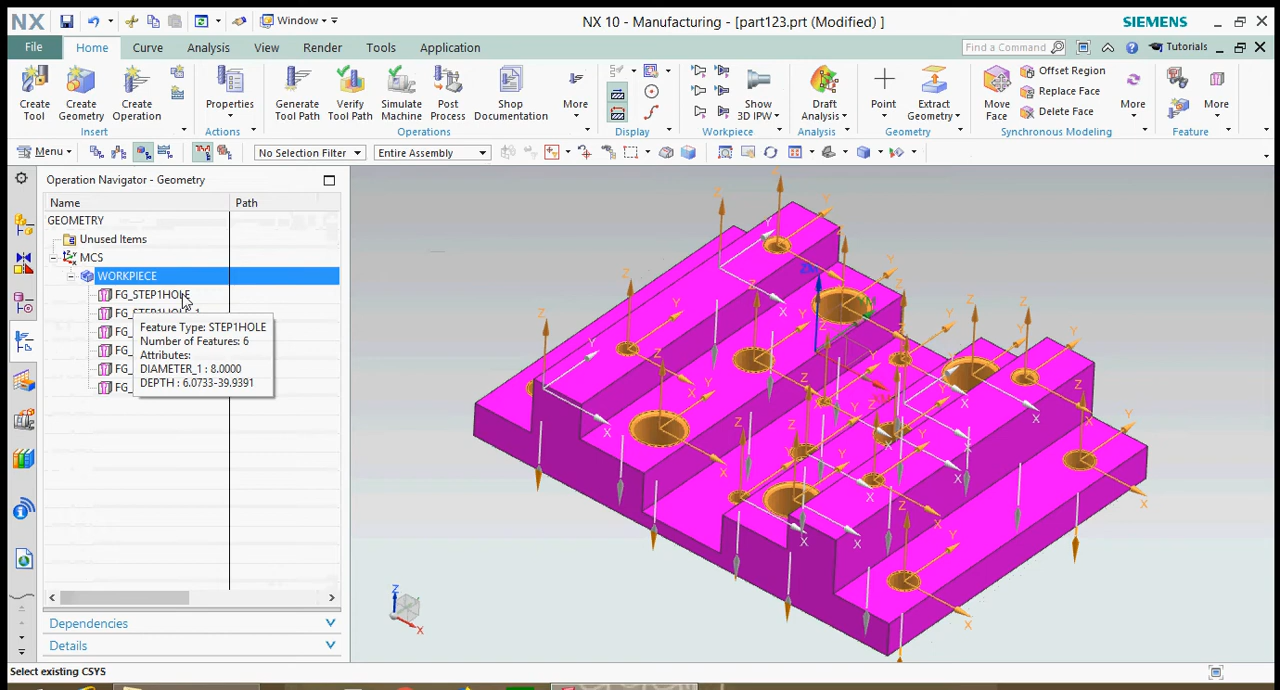 NX Window NX 10 - Manufacturing - [part123.prt (Modified) ] SIEMENS
File Home Curve Analysis View Render Tools Application Find a Command Tutorials
Create Tool Create Geometry Create Operation Properties Generate Tool Path Verify Tool Path Simulate Machine Post Process Shop Documentation More Show 3D IPW Draft Analysis Point Extract Geometry Move Face Offset Region Replace Face Delete Face More More
Insert Actions Operations Display Workpiece Analysis Geometry Synchronous Modeling Feature
Menu No Selection Filter Entire Assembly
Operation Navigator - Geometry
Name Path
GEOMETRY
Unused Items
MCS
WORKPIECE
FG_STEP1HOLE
FG_STEP1HOLE_1
FG_
FG_
FG_
FG_
Feature Type: STEP1HOLE
Number of Features: 6
Attributes:
DIAMETER_1 : 8.0000
DEPTH : 6.0733-39.9391
Dependencies
Details
Select existing CSYS
Z
X